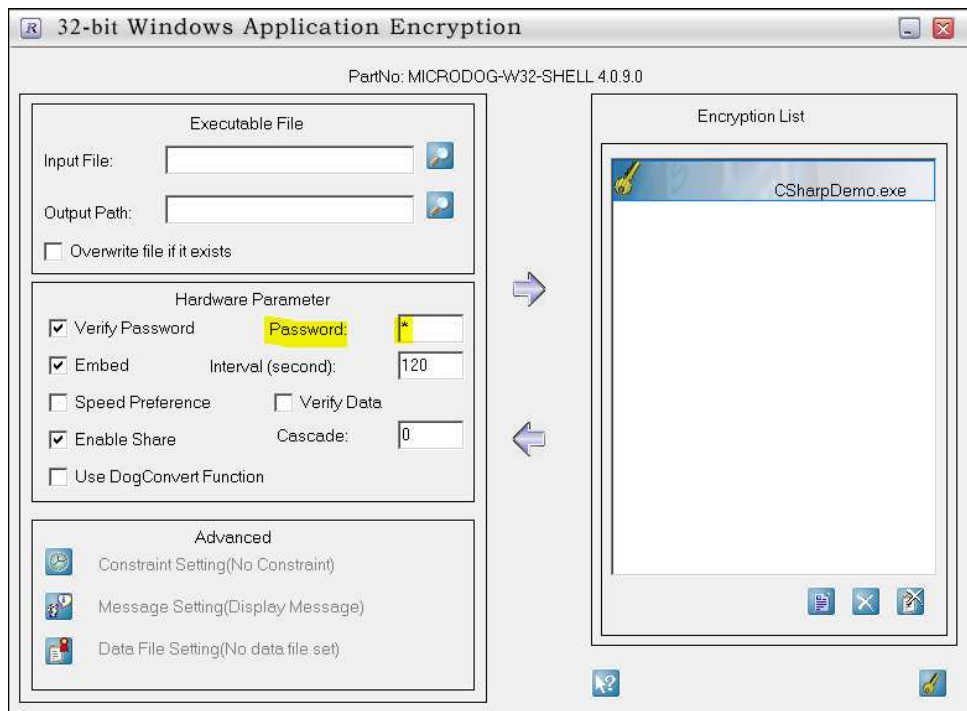 32-bit Windows Application Encryption
PartNo: MICRODOG-W32-SHELL 4.0.9.0
Executable File
Input File:
Output Path:
Overwrite file if it exists
Hardware Parameter
Verify Password Password: *
Embed Interval (second): 120
Speed Preference Verify Data
Enable Share Cascade: 0
Use DogConvert Function
Advanced
Constraint Setting(No Constraint)
Message Setting(Display Message)
Data File Setting(No data file set)
Encryption List
CSharpDemo.exe